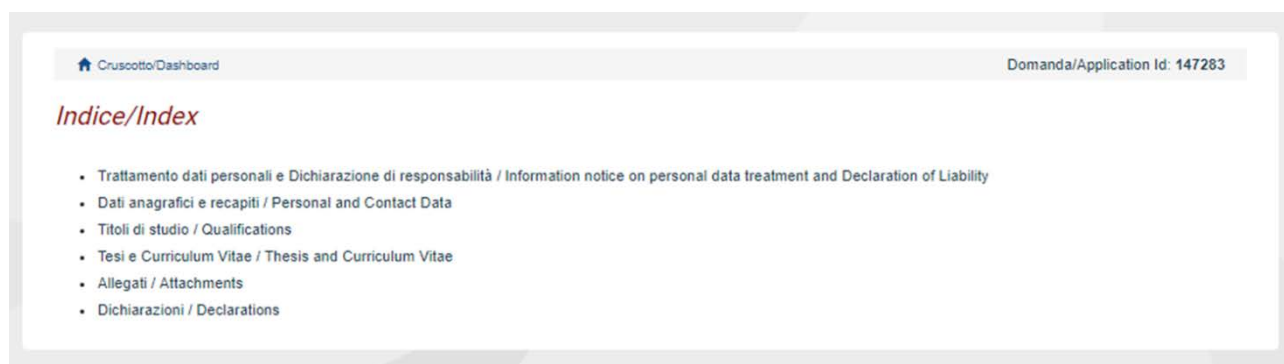 Cruscotto/Dashboard
Domanda/Application Id: 147283
Indice/Index
Trattamento dati personali e Dichiarazione di responsabilità / Information notice on personal data treatment and Declaration of Liability
Dati anagrafici e recapiti / Personal and Contact Data
Titoli di studio / Qualifications
Tesi e Curriculum Vitae / Thesis and Curriculum Vitae
Allegati / Attachments
Dichiarazioni / Declarations